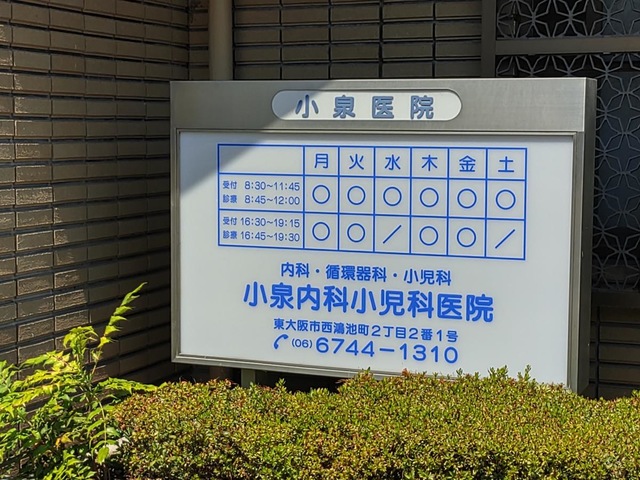 小泉医院
月 火 水 木 金 土
受付 8:30～11:45
診療 8:45～12:00
○ ○ ○ ○ ○ ○
受付 16:30～19:15
診療 16:45～19:30
○ ○ ／ ○ ○ ／
内科・循環器科・小児科
小泉内科小児科医院
東大阪市西鴻池町2丁目2番1号
(06)6744-1310